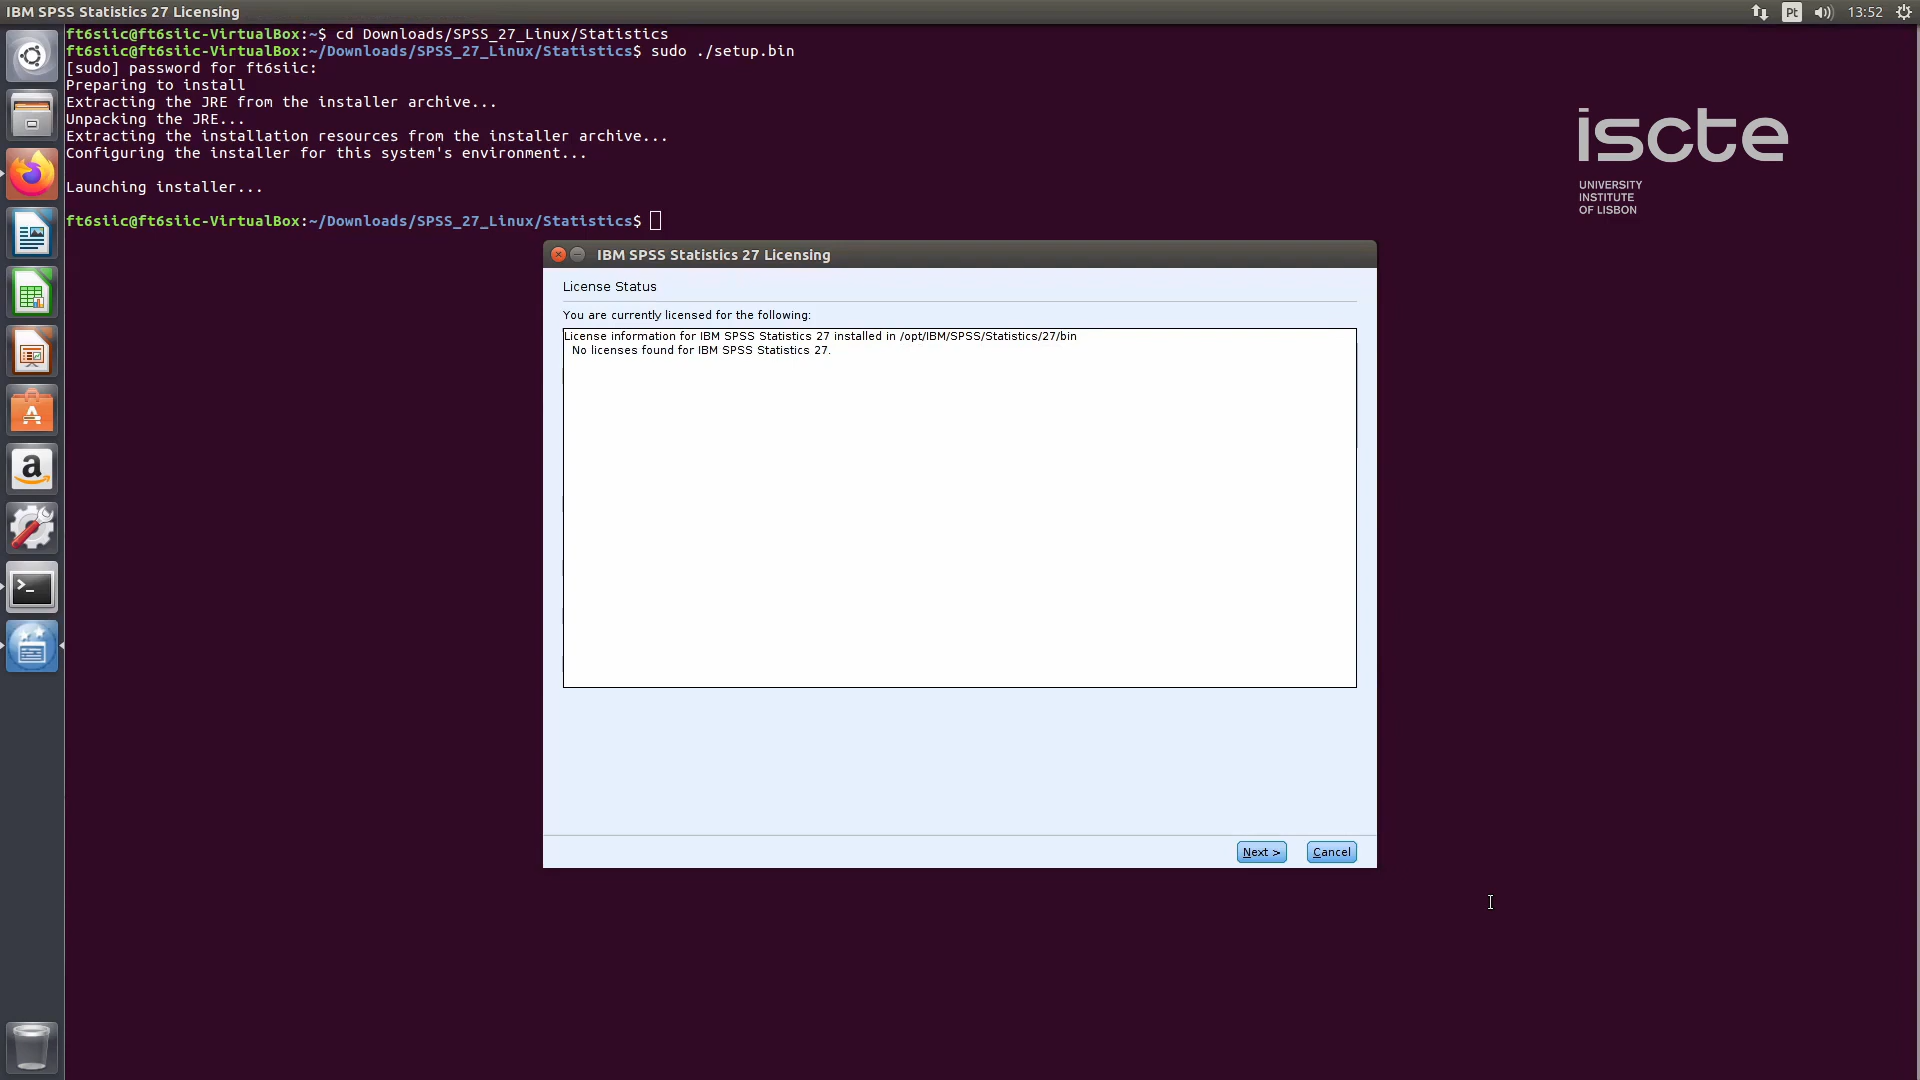 IBM SPSS Statistics 27 Licensing
Pt
13:52
ft6siic@ft6siic-VirtualBox:~$ cd Downloads/SPSS_27_Linux/Statistics
ft6siic@ft6siic-VirtualBox:~/Downloads/SPSS_27_Linux/Statistics$ sudo ./setup.bin
[sudo] password for ft6siic:
Preparing to install
Extracting the JRE from the installer archive...
Unpacking the JRE...
Extracting the installation resources from the installer archive...
Configuring the installer for this system's environment...
Launching installer...
ft6siic@ft6siic-VirtualBox:~/Downloads/SPSS_27_Linux/Statistics$
iscte
UNIVERSITY
INSTITUTE
OF LISBON
IBM SPSS Statistics 27 Licensing
License Status
You are currently licensed for the following:
License information for IBM SPSS Statistics 27 installed in /opt/IBM/SPSS/Statistics/27/bin
No licenses found for IBM SPSS Statistics 27.
Next >
Cancel